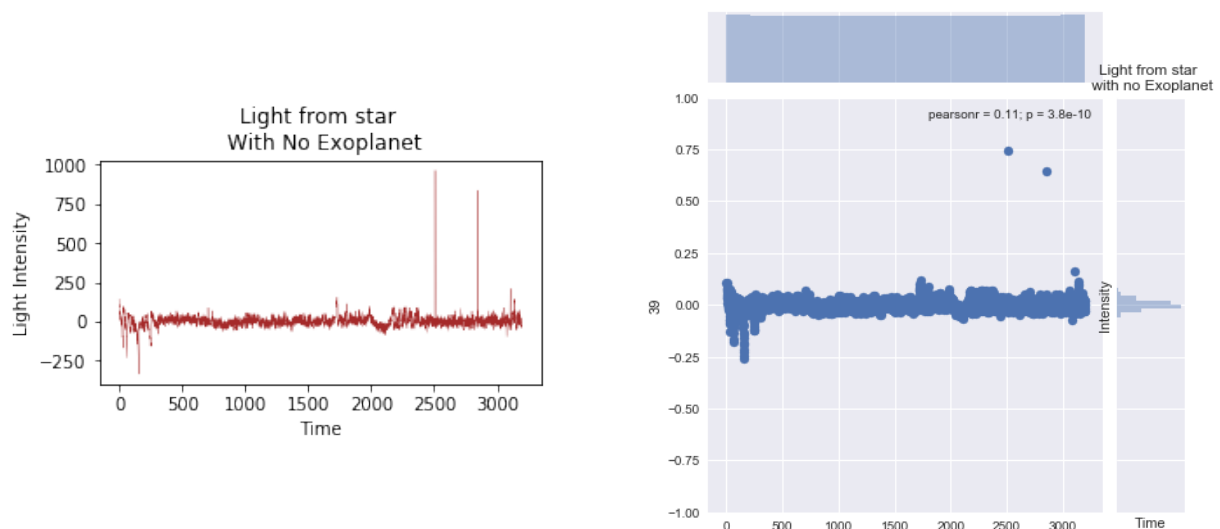 Light from star
With No Exoplanet
1000
750
500
250
0
−250
Light Intensity
0 500 1000 1500 2000 2500 3000
Time
Light from star
with no Exoplanet
pearsonr = 0.11; p = 3.8e-10
1.00
0.75
0.50
0.25
0.00
−0.25
−0.50
−0.75
−1.00
39
Intensity
0 500 1000 1500 2000 2500 3000
Time